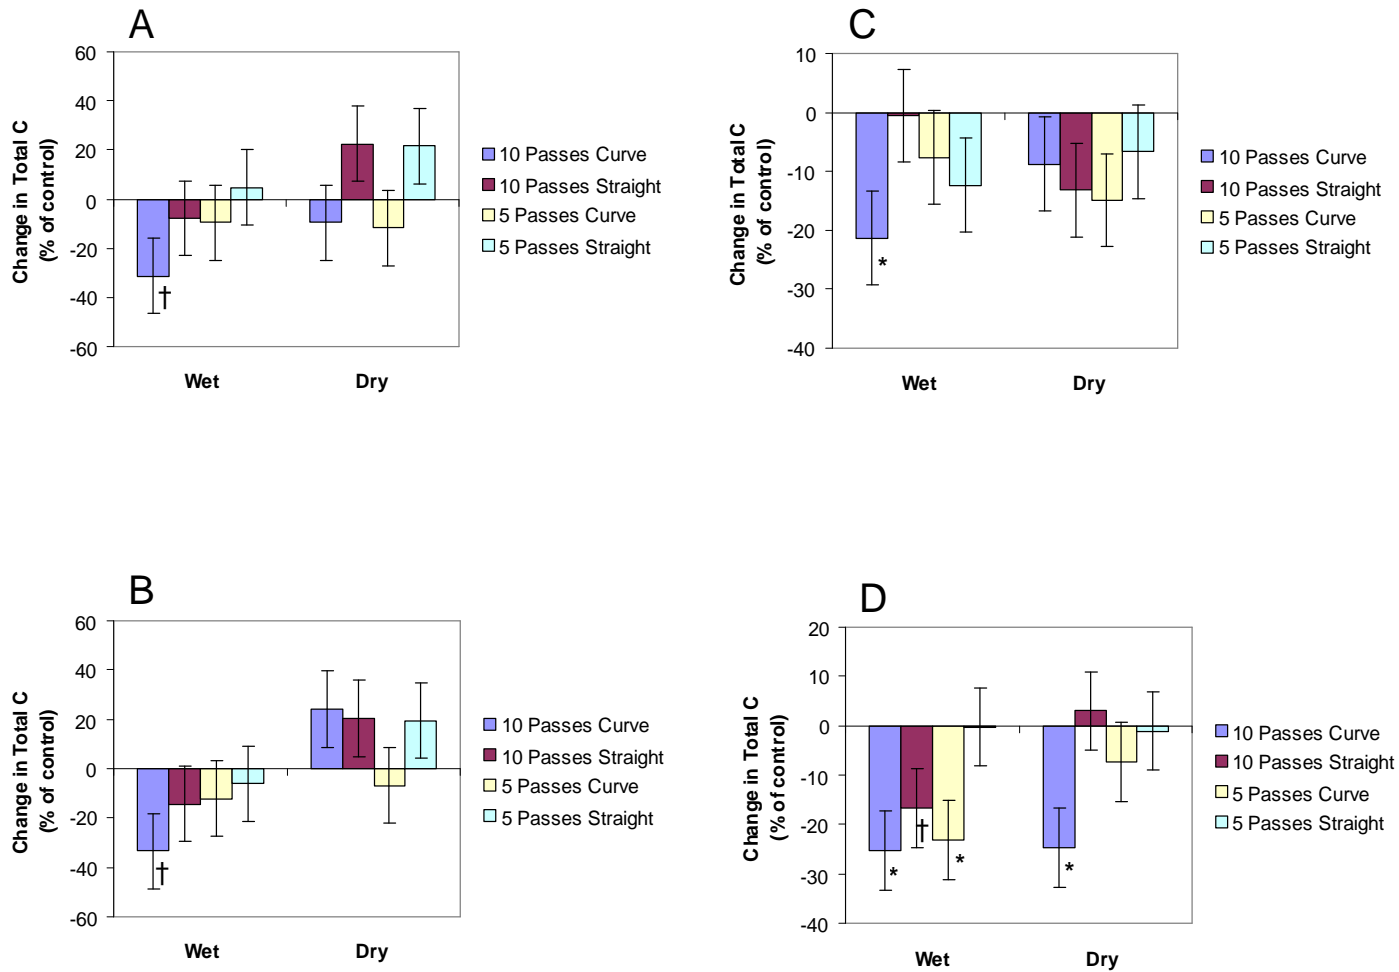 A
60
40
20
0
-20
-40
-60
Change in Total C
(% of control)
†
Wet
Dry
10 Passes Curve
10 Passes Straight
5 Passes Curve
5 Passes Straight
C
10
0
-10
-20
-30
-40
Change in Total C
(% of control)
*
Wet
Dry
10 Passes Curve
10 Passes Straight
5 Passes Curve
5 Passes Straight
B
60
40
20
0
-20
-40
-60
Change in Total C
(% of control)
†
Wet
Dry
10 Passes Curve
10 Passes Straight
5 Passes Curve
5 Passes Straight
D
20
10
0
-10
-20
-30
-40
Change in Total C
(% of control)
*
†
*
*
Wet
Dry
10 Passes Curve
10 Passes Straight
5 Passes Curve
5 Passes Straight